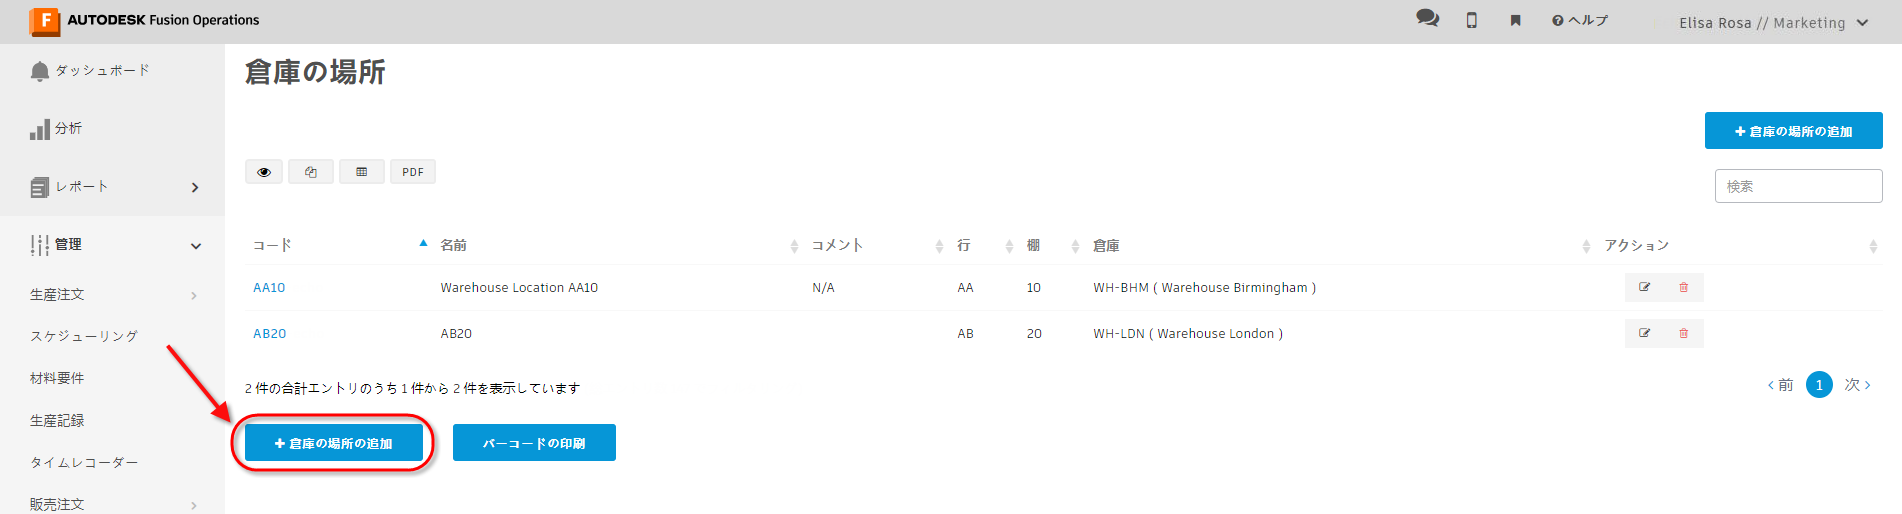 AUTODESK Fusion Operations
ヘルプ
Elisa Rosa // Marketing
ダッシュボード
分析
レポート
管理
生産注文
スケジューリング
材料要件
生産記録
タイムレコーダー
販売注文
倉庫の場所
+ 倉庫の場所の追加
PDF
検索
コード 名前 コメント 行 棚 倉庫 アクション
AA10 Warehouse Location AA10 N/A AA 10 WH-BHM ( Warehouse Birmingham )
AB20 AB20 AB 20 WH-LDN ( Warehouse London )
2 件の合計エントリのうち 1 件から 2 件を表示しています
‹ 前 1 次 ›
+ 倉庫の場所の追加 バーコードの印刷